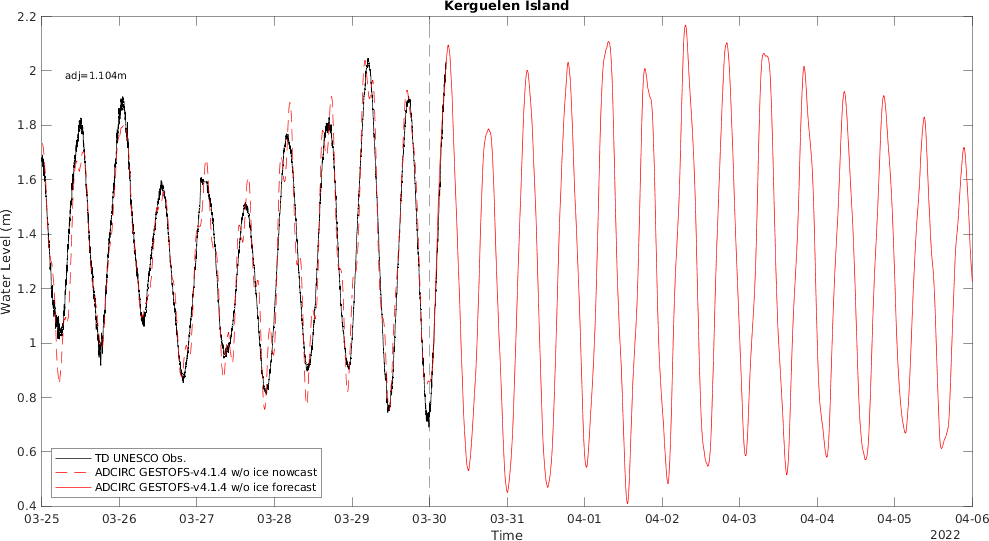 Kerguelen Island
adj=1.104m
Water Level (m)
2.2
2
1.8
1.6
1.4
1.2
1
0.8
0.6
0.4
TD UNESCO Obs.
ADCIRC GESTOFS-v4.1.4 w/o ice nowcast
ADCIRC GESTOFS-v4.1.4 w/o ice forecast
03-25 03-26 03-27 03-28 03-29 03-30 03-31 04-01 04-02 04-03 04-04 04-05 04-06
Time
2022